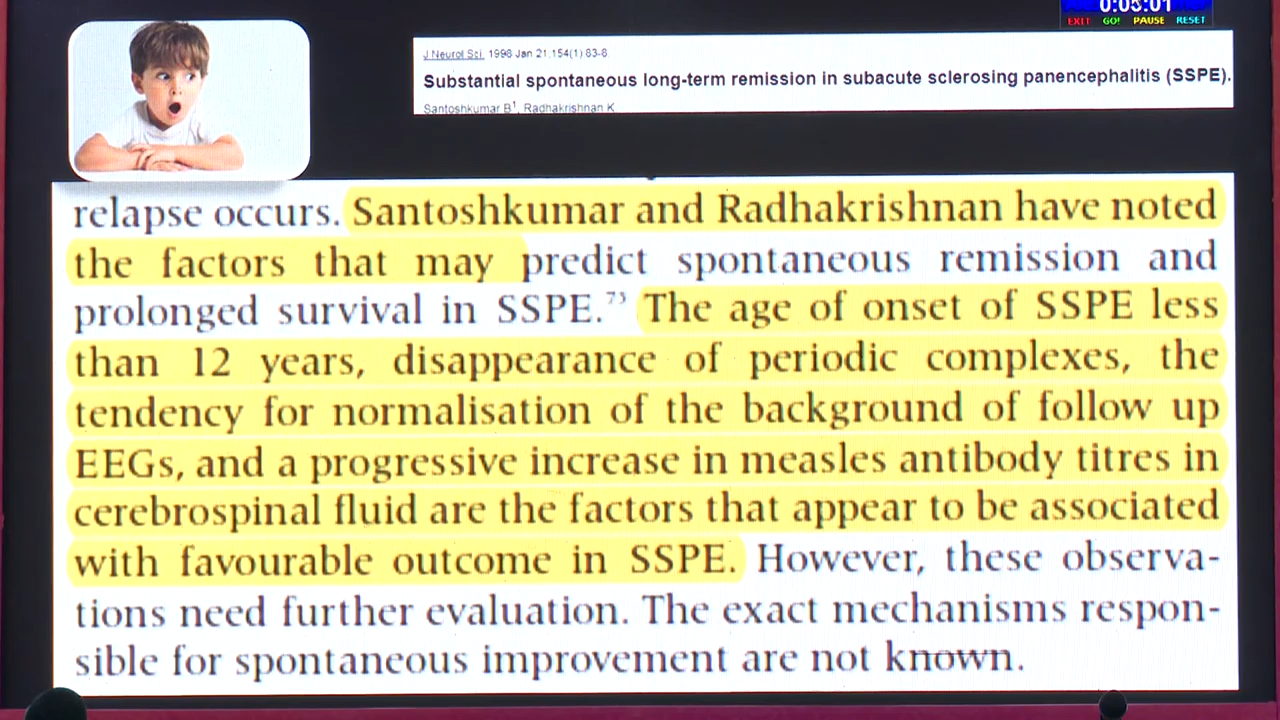 0:05:01
EXIT GO! PAUSE RESET
J Neurol Sci. 1998 Jan 21;154(1):83-8.
Substantial spontaneous long-term remission in subacute sclerosing panencephalitis (SSPE).
Santoshkumar B1, Radhakrishnan K
relapse occurs. Santoshkumar and Radhakrishnan have noted
the factors that may predict spontaneous remission and
prolonged survival in SSPE.73 The age of onset of SSPE less
than 12 years, disappearance of periodic complexes, the
tendency for normalisation of the background of follow up
EEGs, and a progressive increase in measles antibody titres in
cerebrospinal fluid are the factors that appear to be associated
with favourable outcome in SSPE. However, these observa-
tions need further evaluation. The exact mechanisms respon-
sible for spontaneous improvement are not known.